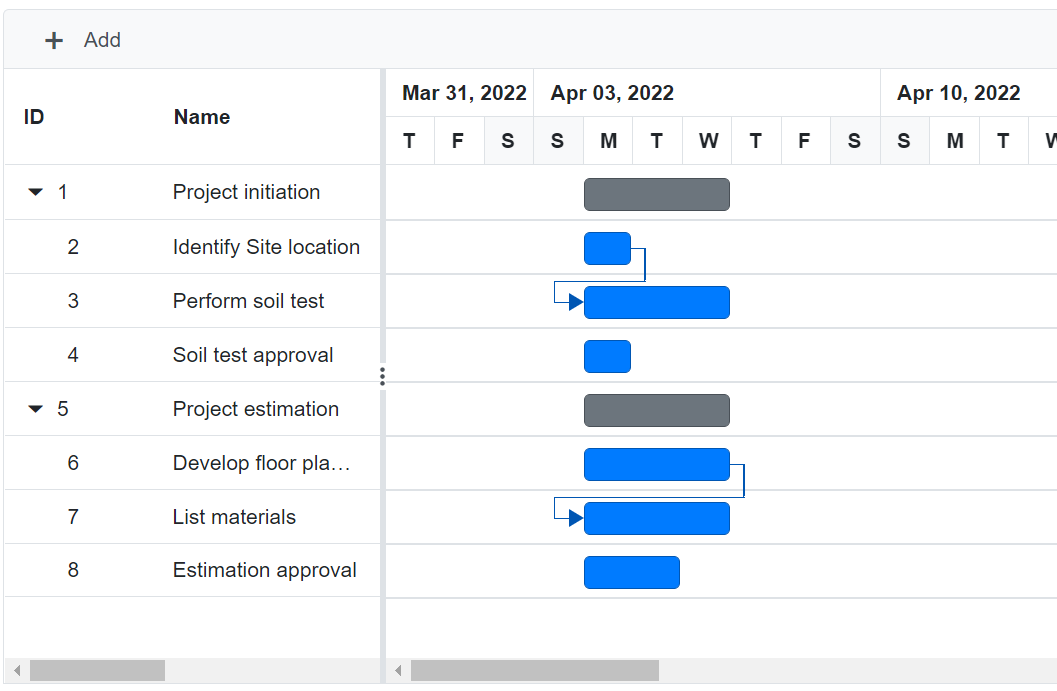 + Add
ID Name
Mar 31, 2022 Apr 03, 2022 Apr 10, 2022
T F S S M T W T F S S M T W
1 Project initiation
2 Identify Site location
3 Perform soil test
4 Soil test approval
5 Project estimation
6 Develop floor pla...
7 List materials
8 Estimation approval